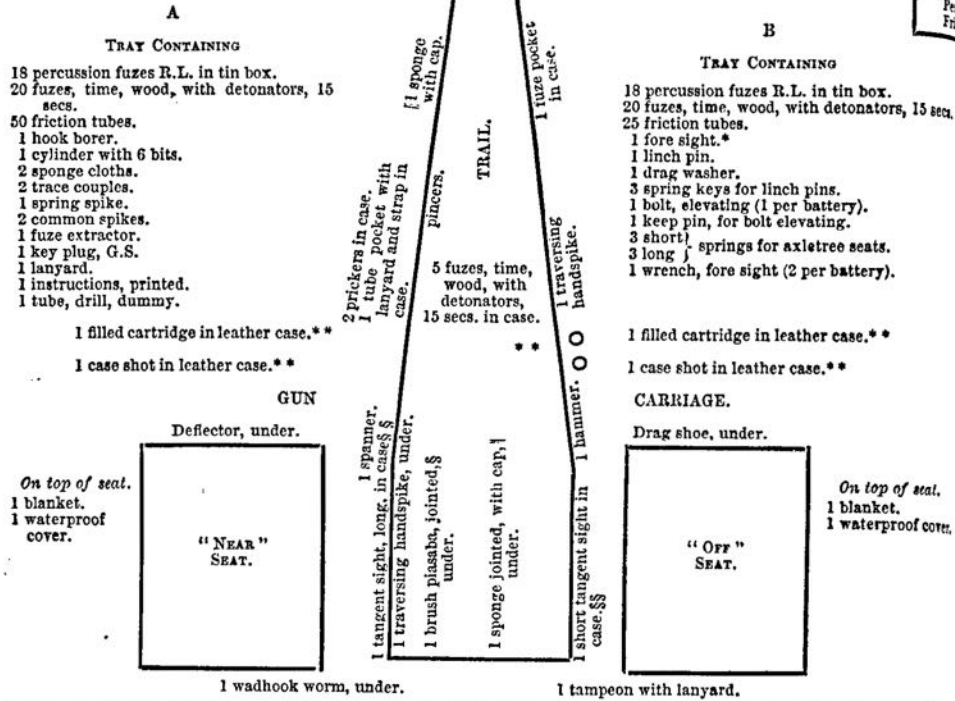 A
TRAY CONTAINING
18 percussion fuzes R.L. in tin box.
20 fuzes, time, wood, with detonators, 15
secs.
50 friction tubes.
1 hook borer.
1 cylinder with 6 bits.
2 sponge cloths.
2 trace couples.
1 spring spike.
2 common spikes.
1 fuze extractor.
1 key plug, G.S.
1 lanyard.
1 instructions, printed.
1 tube, drill, dummy.
1 filled cartridge in leather case.**
1 case shot in leather case.**
GUN
Deflector, under.
On top of seat.
1 blanket.
1 waterproof
cover.
"NEAR"
SEAT.
1 wadhook worm, under.
[1 sponge
with cap.
2 prickers in case.
1 tube pocket with
lanyard and strap in
case.
pincers.
TRAIL.
5 fuzes, time,
wood, with
detonators,
15 secs. in case.
**
1 fuze pocket
in case.
1 traversing
handspike.
O O
1 hammer.
1 spanner.
1 tangent sight, long, in case§§
1 traversing handspike, under.
1 brush piasaba, jointed,§
under.
1 sponge jointed, with cap,¶
under.
1 short tangent sight in
case.§§
B
TRAY CONTAINING
18 percussion fuzes R.L. in tin box.
20 fuzes, time, wood, with detonators, 15 secs.
25 friction tubes.
1 fore sight.*
1 linch pin.
1 drag washer.
3 spring keys for linch pins.
1 bolt, elevating (1 per battery).
1 keep pin, for bolt elevating.
3 short}
3 long } springs for axletree seats.
1 wrench, fore sight (2 per battery).
1 filled cartridge in leather case.**
1 case shot in leather case.**
CARRIAGE.
Drag shoe, under.
"OFF"
SEAT.
On top of seat.
1 blanket.
1 waterproof cover.
1 tampeon with lanyard.